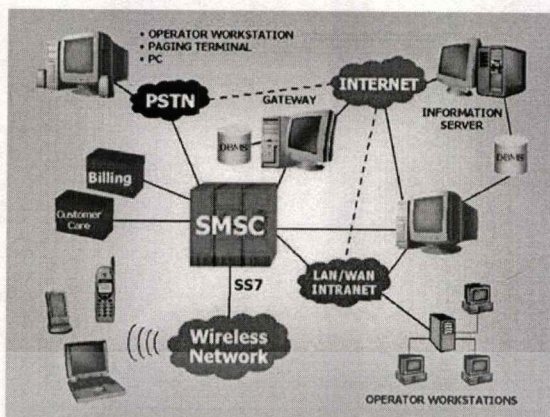 • OPERATOR WORKSTATION
• PAGING TERMINAL
• PC
PSTN
INTERNET
GATEWAY
DBMS
INFORMATION
SERVER
DBMS
Billing
Customer
Care
SMSC
SS7
LAN/WAN
INTRANET
Wireless
Network
OPERATOR WORKSTATIONS